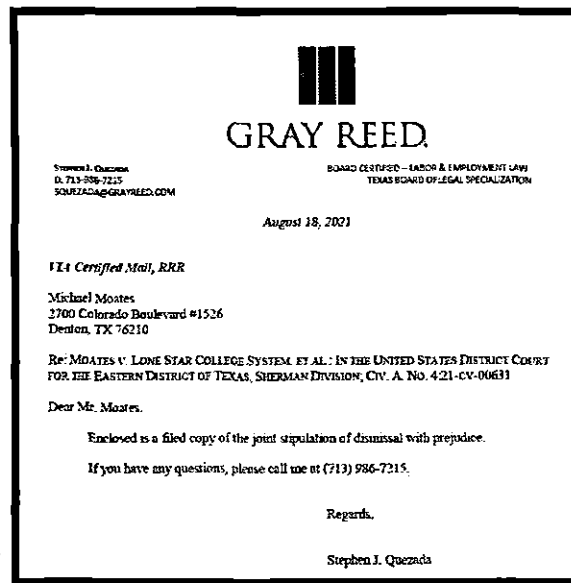 GRAY REED.
STEPHEN J. QUEZADA
D. 713-986-7215
SQUEZADA@GRAYREED.COM
BOARD CERTIFIED – LABOR & EMPLOYMENT LAW
TEXAS BOARD OF LEGAL SPECIALIZATION
August 18, 2021
VIA Certified Mail, RRR
Michael Moates
2700 Colorado Boulevard #1526
Denton, TX 76210
Re: MOATES V. LONE STAR COLLEGE SYSTEM, ET AL.: IN THE UNITED STATES DISTRICT COURT
FOR THE EASTERN DISTRICT OF TEXAS, SHERMAN DIVISION; CIV. A. NO. 4:21-CV-00631
Dear Mr. Moates.
Enclosed is a filed copy of the joint stipulation of dismissal with prejudice.
If you have any questions, please call me at (713) 986-7215.
Regards,
Stephen J. Quezada